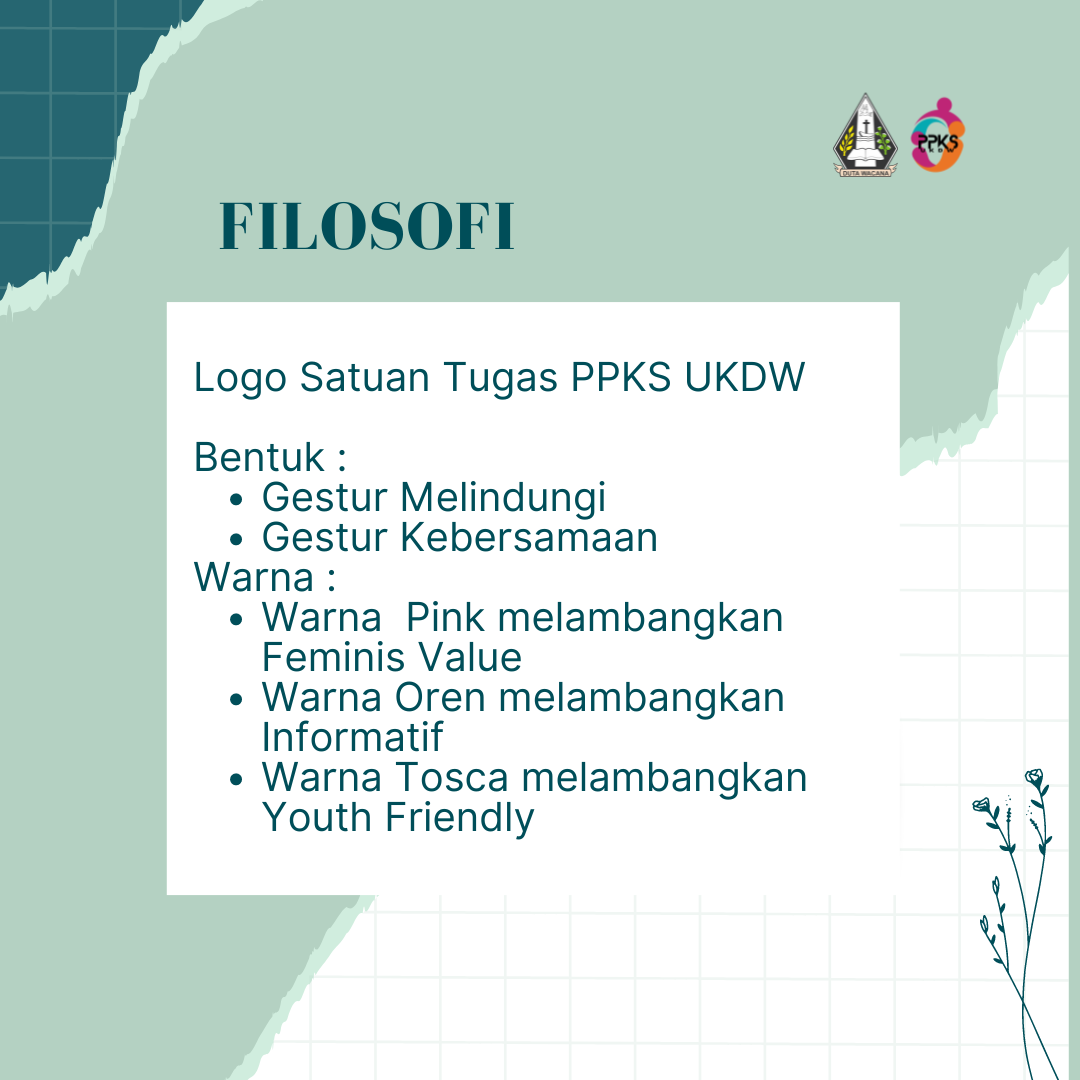 DUTA WACANA
PPKS
UKDW
FILOSOFI
Logo Satuan Tugas PPKS UKDW
Bentuk :
• Gestur Melindungi
• Gestur Kebersamaan
Warna :
• Warna  Pink melambangkan
Feminis Value
• Warna Oren melambangkan
Informatif
• Warna Tosca melambangkan
Youth Friendly